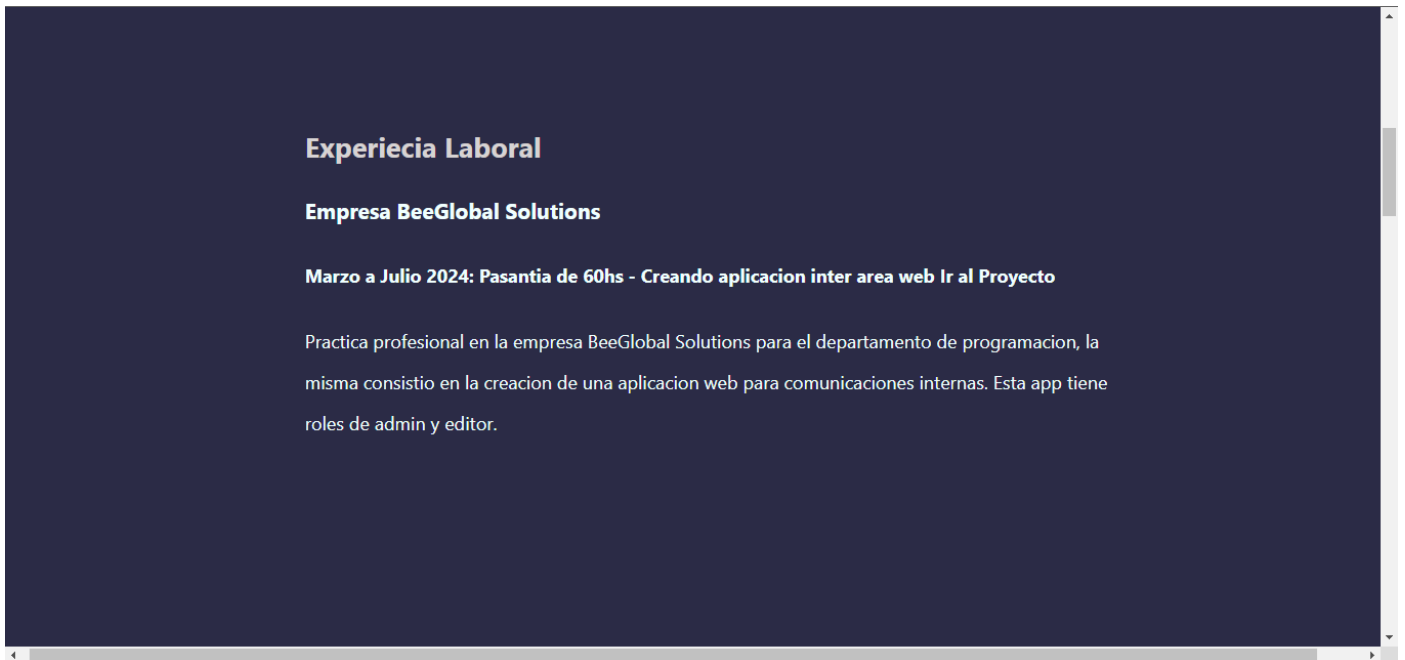 Experiecia Laboral
Empresa BeeGlobal Solutions
Marzo a Julio 2024: Pasantia de 60hs - Creando aplicacion inter area web Ir al Proyecto
Practica profesional en la empresa BeeGlobal Solutions para el departamento de programacion, la
misma consistio en la creacion de una aplicacion web para comunicaciones internas. Esta app tiene
roles de admin y editor.